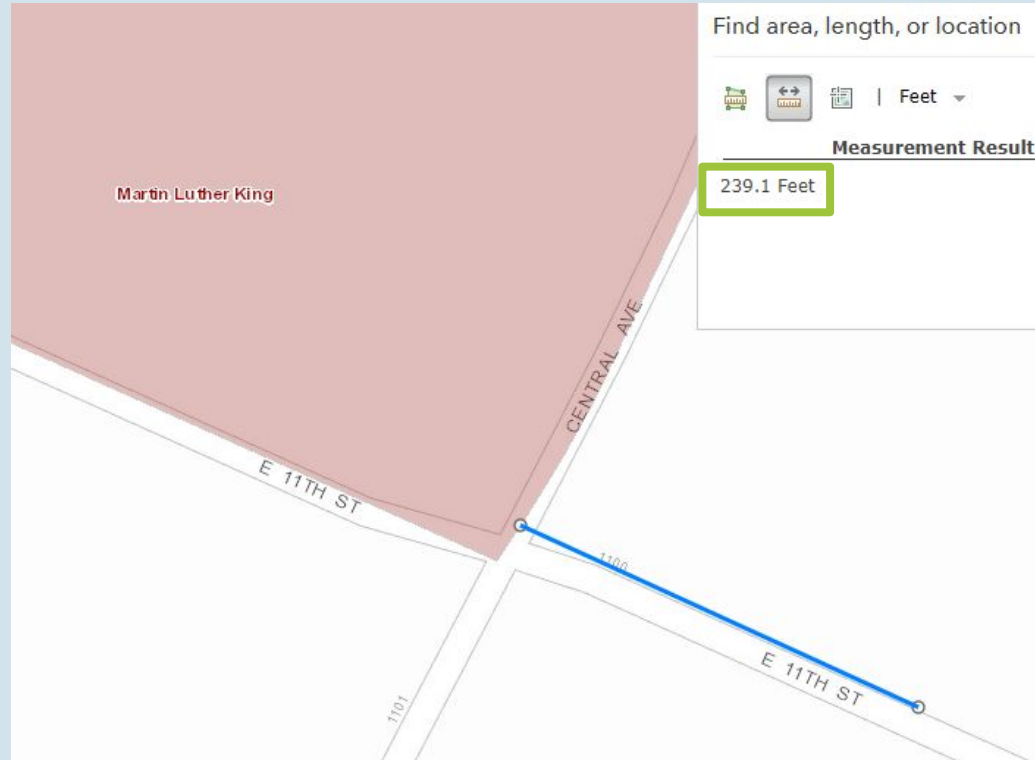 Find area, length, or location
| Feet
Measurement Result
239.1 Feet
Martin Luther King
CENTRAL AVE
E 11TH ST
1100
E 11TH ST
1101